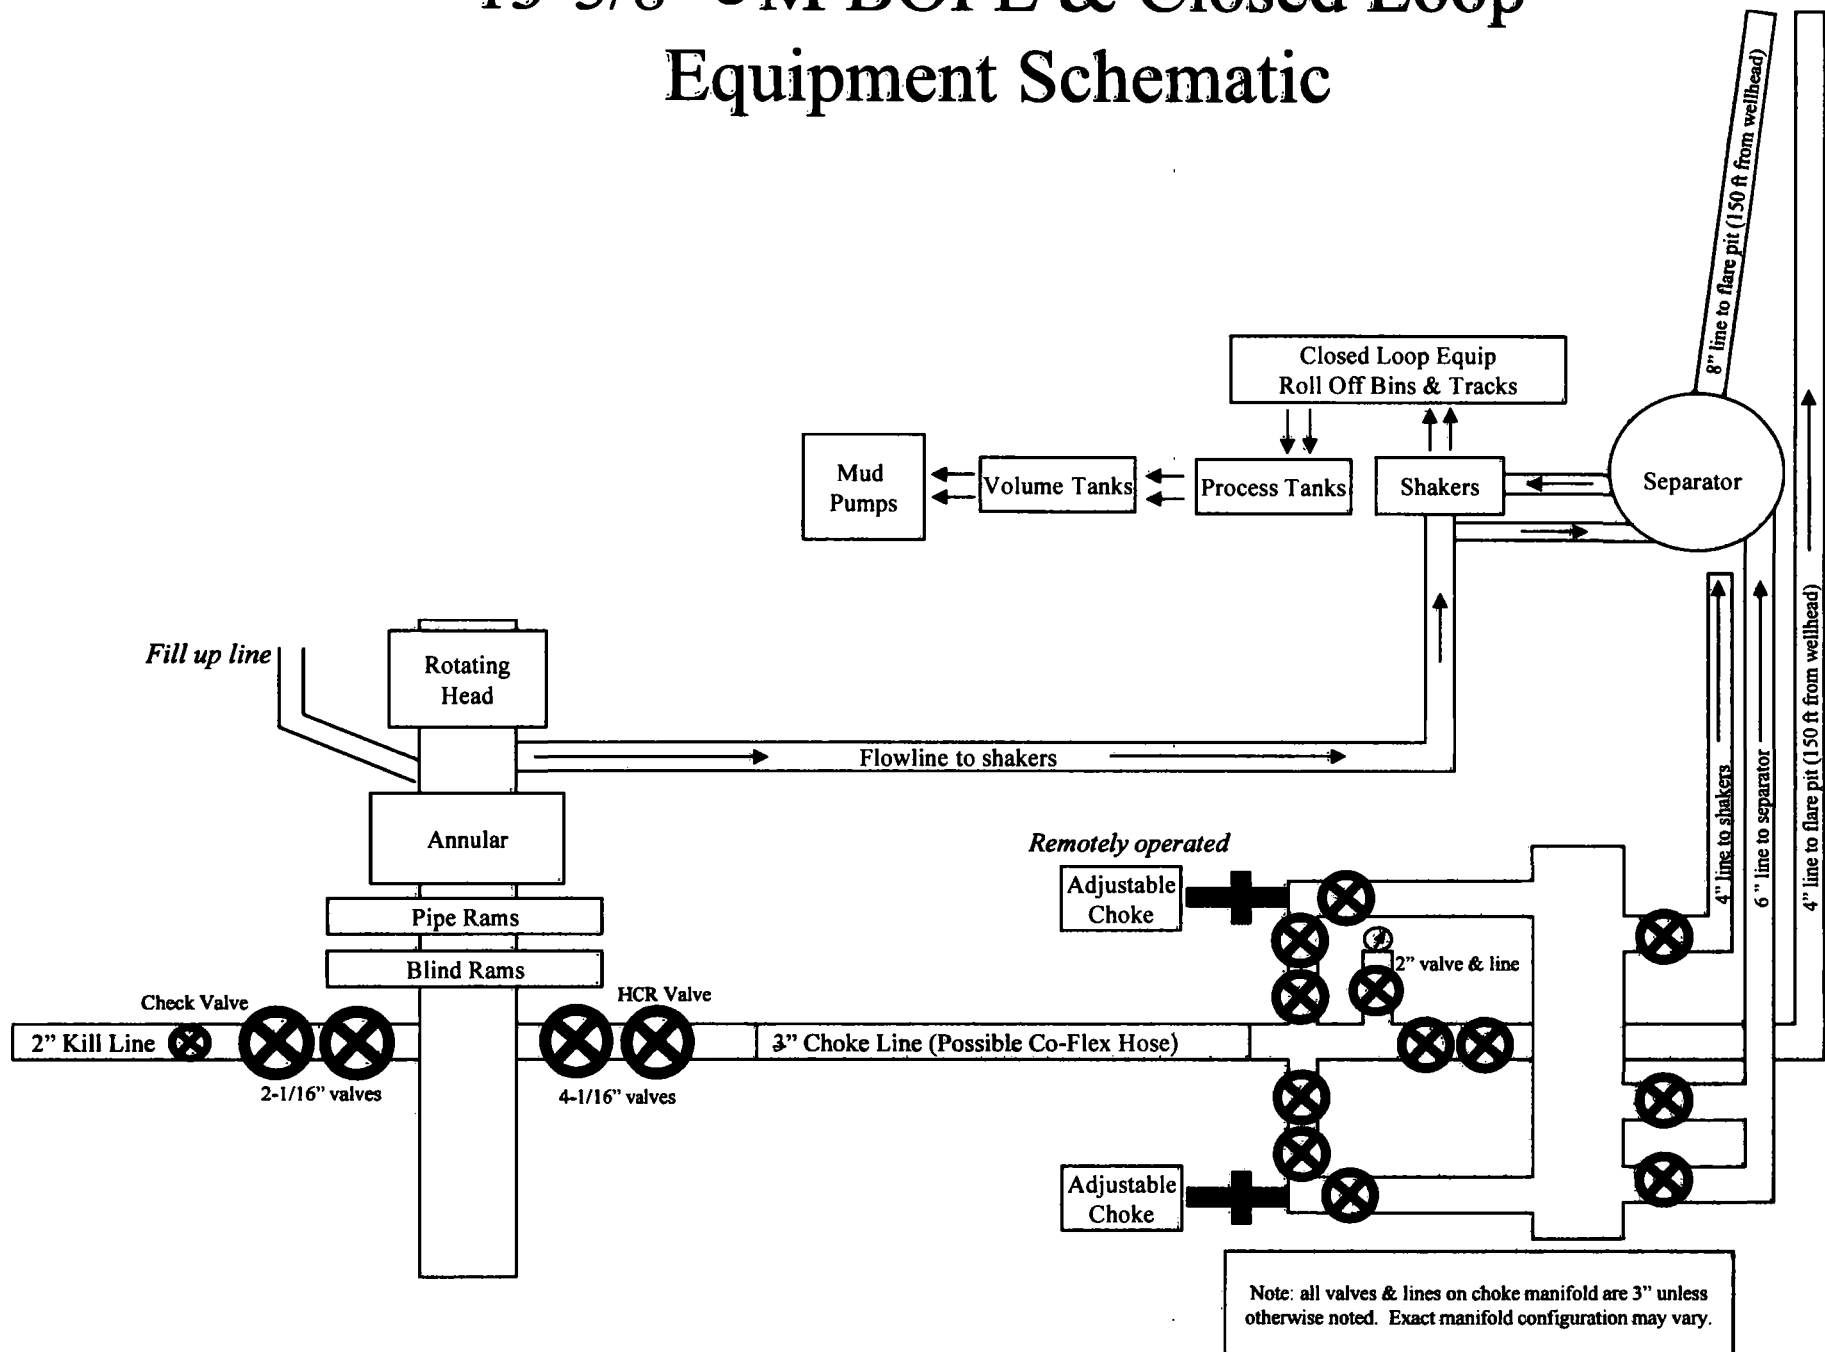 BOPE & Closed Loop
Equipment Schematic
8” line to flare pit (150 ft from wellhead)
Closed Loop Equip
Roll Off Bins & Tracks
Mud
Pumps
Volume Tanks
Process Tanks
Shakers
Separator
Fill up line
Rotating
Head
Flowline to shakers
Annular
Pipe Rams
Blind Rams
Check Valve
HCR Valve
2” Kill Line
3” Choke Line (Possible Co-Flex Hose)
2-1/16” valves
4-1/16” valves
Remotely operated
Adjustable
Choke
2” valve & line
Adjustable
Choke
4” line to shakers
6 ” line to separator
4” line to flare pit (150 ft from wellhead)
Note: all valves & lines on choke manifold are 3” unless
otherwise noted. Exact manifold configuration may vary.